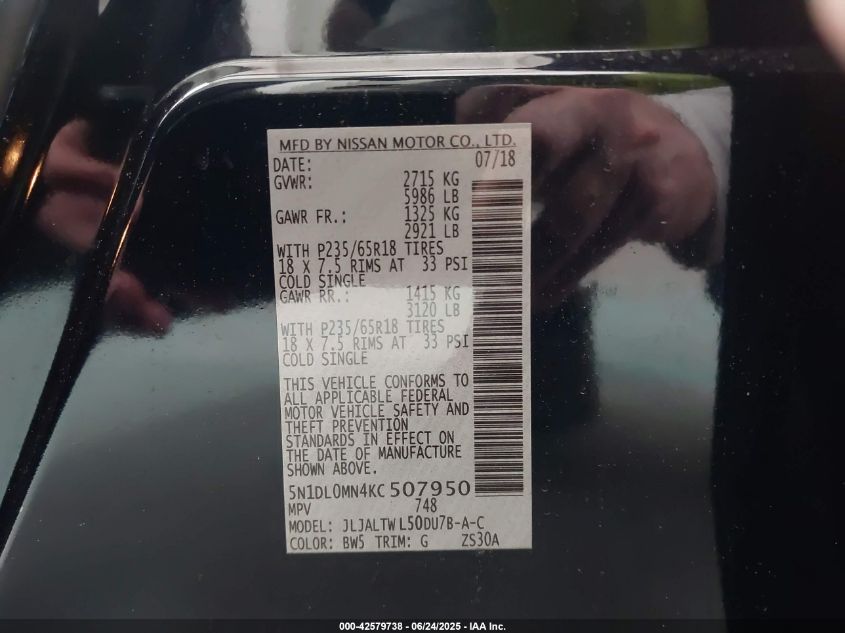 MFD BY NISSAN MOTOR CO., LTD.
DATE: 07/18
GVWR: 2715 KG
5986 LB
GAWR FR.: 1325 KG
2921 LB
WITH P235/65R18 TIRES
18 X 7.5 RIMS AT 33 PSI
COLD SINGLE
GAWR RR.: 1415 KG
3120 LB
WITH P235/65R18 TIRES
18 X 7.5 RIMS AT 33 PSI
COLD SINGLE
THIS VEHICLE CONFORMS TO
ALL APPLICABLE FEDERAL
MOTOR VEHICLE SAFETY AND
THEFT PREVENTION
STANDARDS IN EFFECT ON
THE DATE OF MANUFACTURE
SHOWN ABOVE.
5N1DL0MN4KC507950
MPV 748
MODEL: JLJALTW L50DU7B-A-C
COLOR: BW5 TRIM: G ZS30A
000-42579738 - 06/24/2025 - IAA Inc.